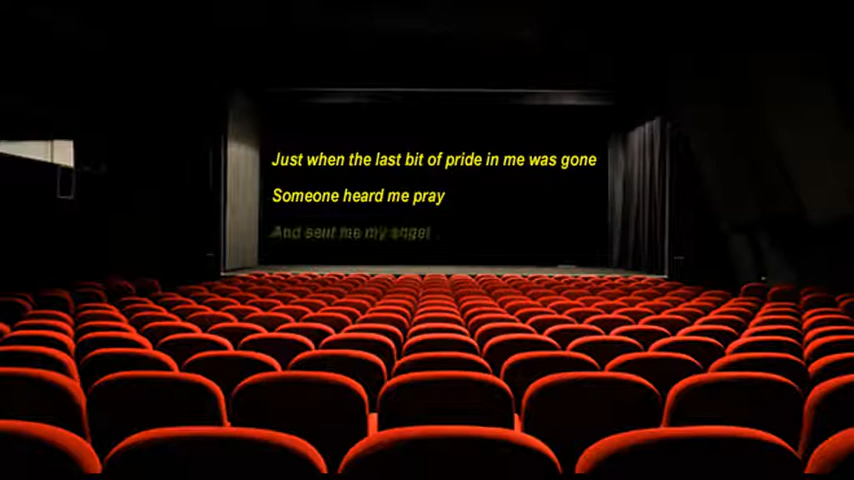 Just when the last bit of pride in me was gone
Someone heard me pray
And sent me my angel